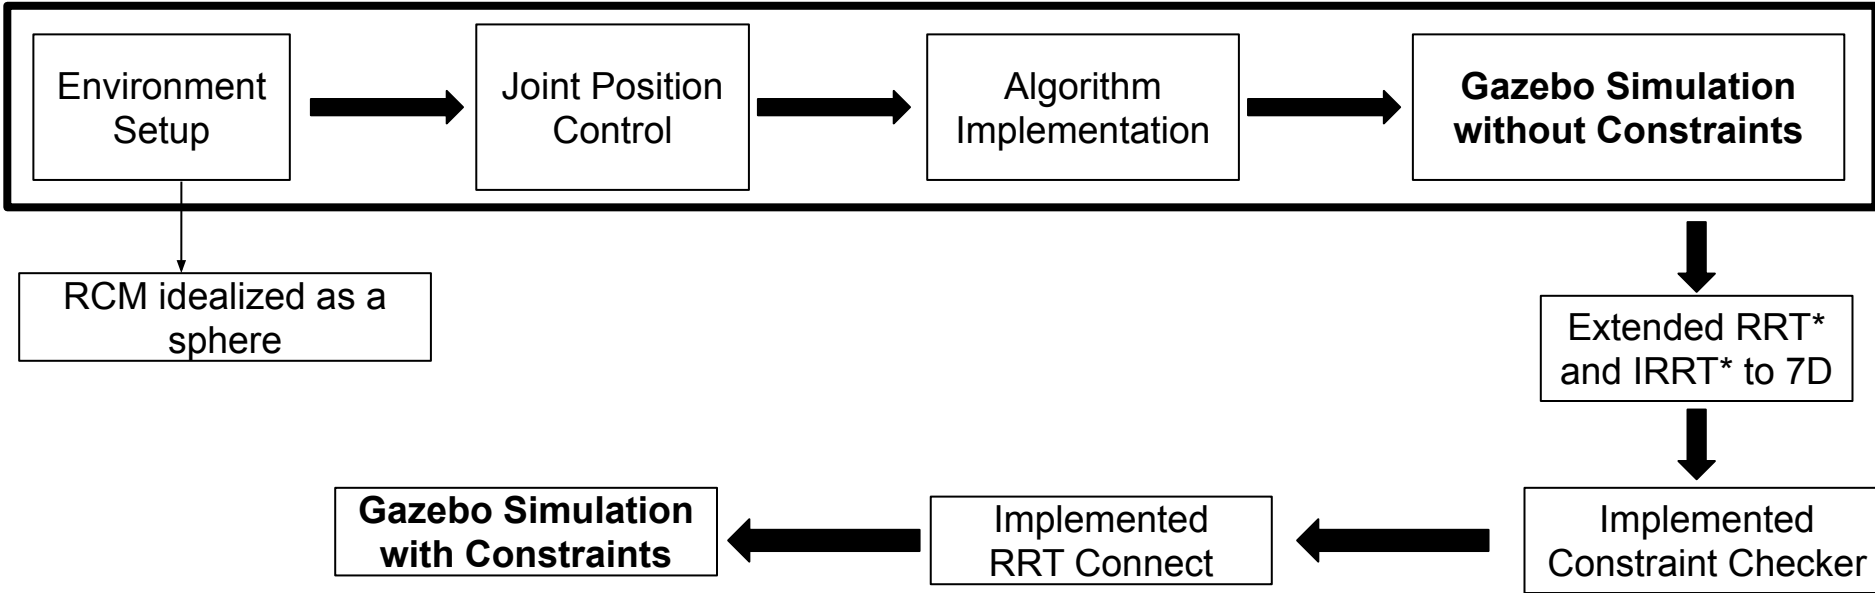 Environment
Setup
Joint Position
Control
Algorithm
Implementation
Gazebo Simulation
without Constraints
RCM idealized as a
sphere
Extended RRT*
and IRRT* to 7D
Implemented
Constraint Checker
Implemented
RRT Connect
Gazebo Simulation
with Constraints